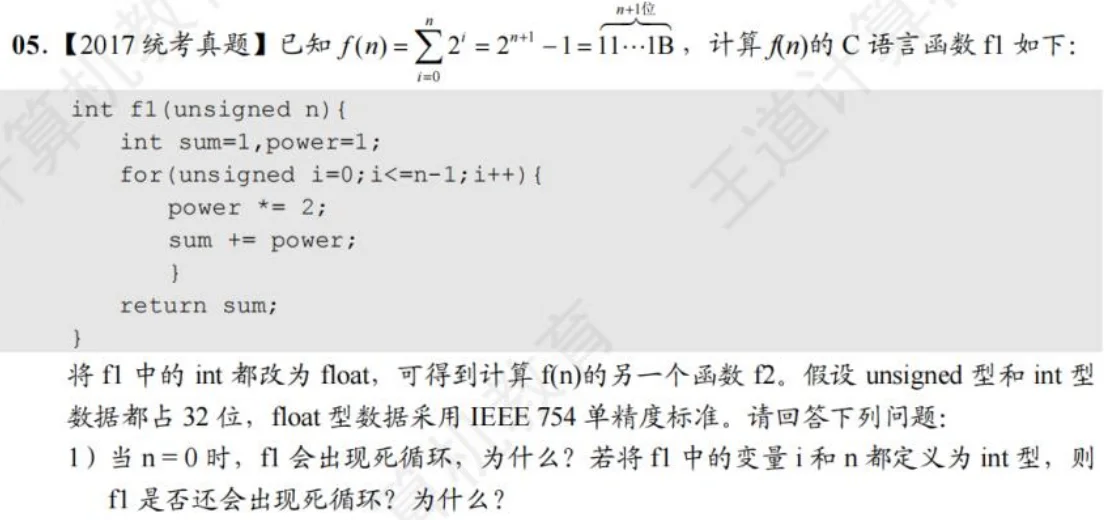 05.【2017 统考真题】已知 f(n) = \sum_{i=0}^{n} 2^i = 2^{n+1} - 1 = \overbrace{11⋯1B}^{n+1位}，计算 f(n)的 C 语言函数 f1 如下：
int f1(unsigned n){
int sum=1,power=1;
for(unsigned i=0;i<=n-1;i++){
power *= 2;
sum += power;
}
return sum;
}
将 f1 中的 int 都改为 float，可得到计算 f(n)的另一个函数 f2。假设 unsigned 型和 int 型
数据都占 32 位，float 型数据采用 IEEE 754 单精度标准。请回答下列问题：
1）当 n = 0 时，f1 会出现死循环，为什么？若将 f1 中的变量 i 和 n 都定义为 int 型，则
f1 是否还会出现死循环？为什么？